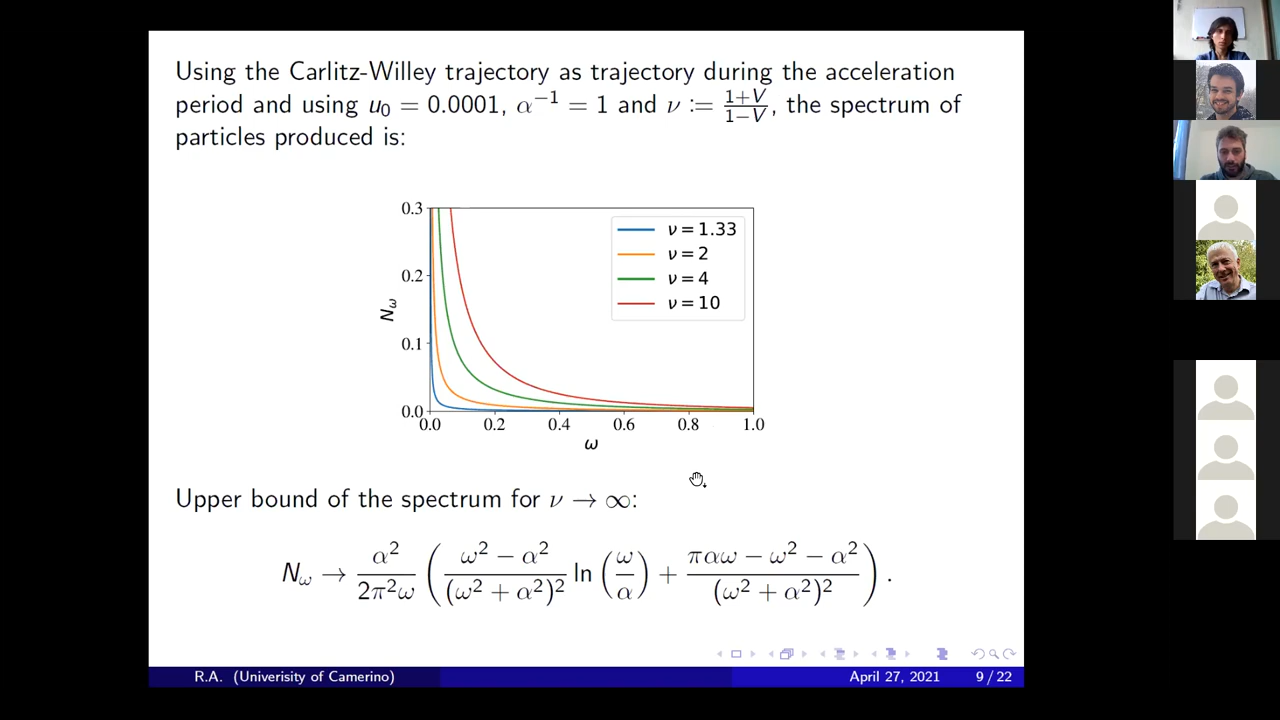 Using the Carlitz-Willey trajectory as trajectory during the acceleration
period and using u₀ = 0.0001, α⁻¹ = 1 and ν := (1+V)/(1−V), the spectrum of
particles produced is:
0.3
0.2
0.1
0.0
N_ω
ν = 1.33
ν = 2
ν = 4
ν = 10
0.0 0.2 0.4 0.6 0.8 1.0
ω
Upper bound of the spectrum for ν → ∞:
N_ω → α²/(2π²ω) ( (ω² − α²)/(ω² + α²)² ln(ω/α) + (παω − ω² − α²)/(ω² + α²)² ) .
R.A. (Univerisity of Camerino) April 27, 2021 9 / 22